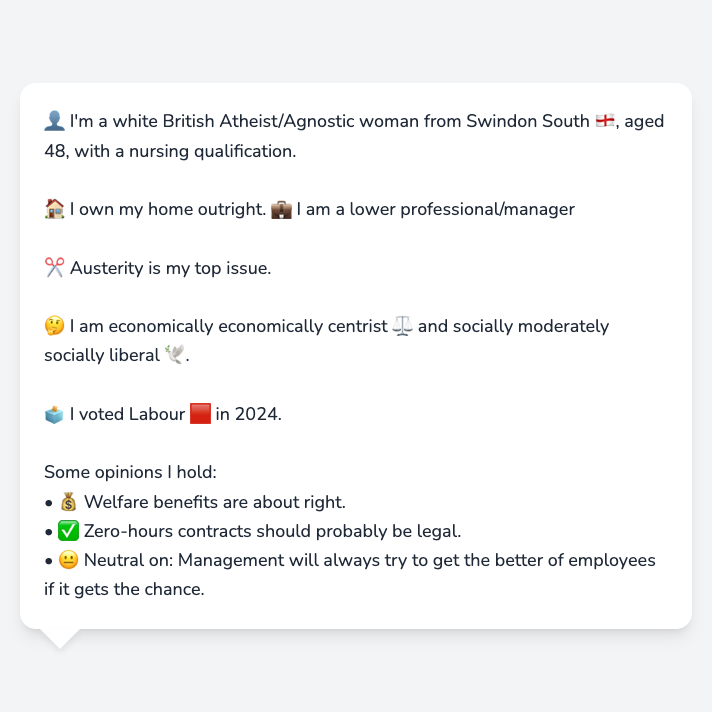 👤 I'm a white British Atheist/Agnostic woman from Swindon South 🏴󠁧󠁢󠁥󠁮󠁧󠁿, aged
48, with a nursing qualification.
🏠 I own my home outright. 💼 I am a lower professional/manager
✂️ Austerity is my top issue.
🤔 I am economically economically centrist ⚖️ and socially moderately
socially liberal 🕊️.
🗳️ I voted Labour 🟥 in 2024.
Some opinions I hold:
• 💰 Welfare benefits are about right.
• ✅ Zero-hours contracts should probably be legal.
• 😐 Neutral on: Management will always try to get the better of employees
if it gets the chance.